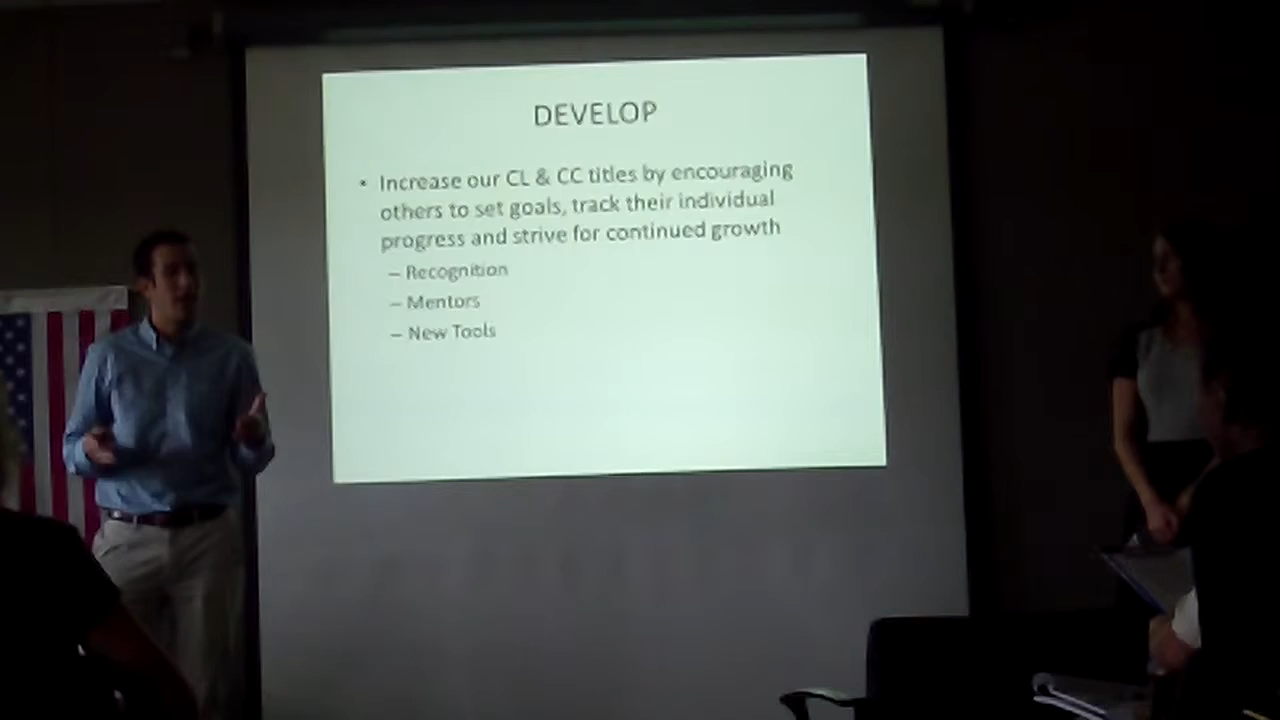 DEVELOP
• Increase our CL & CC titles by encouraging
others to set goals, track their individual
progress and strive for continued growth
– Recognition
– Mentors
– New Tools